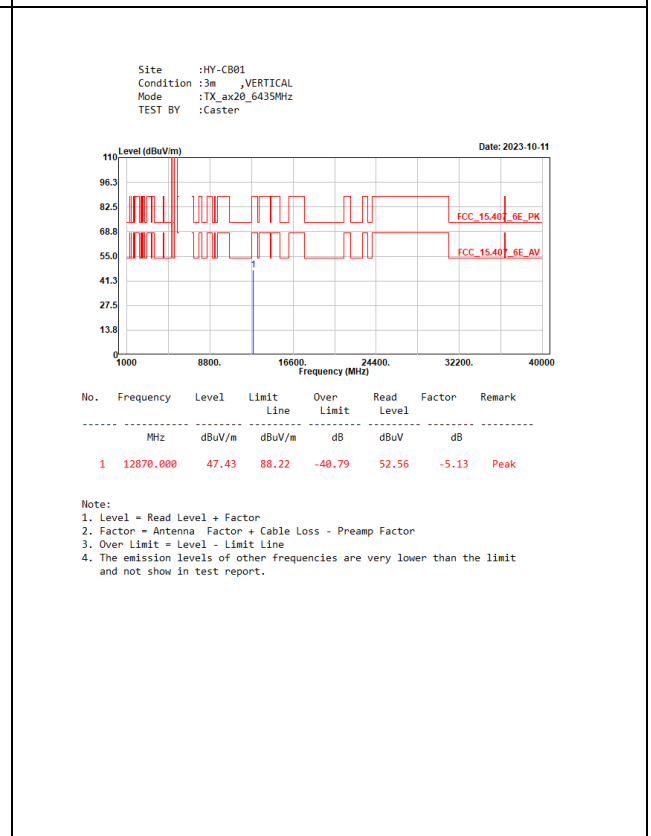 Site      :HY-CB01
Condition :3m    ,VERTICAL
Mode      :TX_ax20_6435MHz
TEST BY   :Caster
Date: 2023-10-11
Level (dBuV/m)
110
96.3
82.5
FCC_15.407_6E_PK
68.8
FCC_15.407_6E_AV
55.0
1
41.3
27.5
13.8
0
1000 8800. 16600. 24400. 32200. 40000
Frequency (MHz)
No. Frequency Level Limit Over Read Factor Remark
Line Limit Level
------ ----------- -------- --------- --------- -------- -------- ---------
MHz dBuV/m dBuV/m dB dBuV dB
1 12870.000 47.43 88.22 -40.79 52.56 -5.13 Peak
Note:
1. Level = Read Level + Factor
2. Factor = Antenna  Factor + Cable Loss - Preamp Factor
3. Over Limit = Level - Limit Line
4. The emission levels of other frequencies are very lower than the limit
and not show in test report.